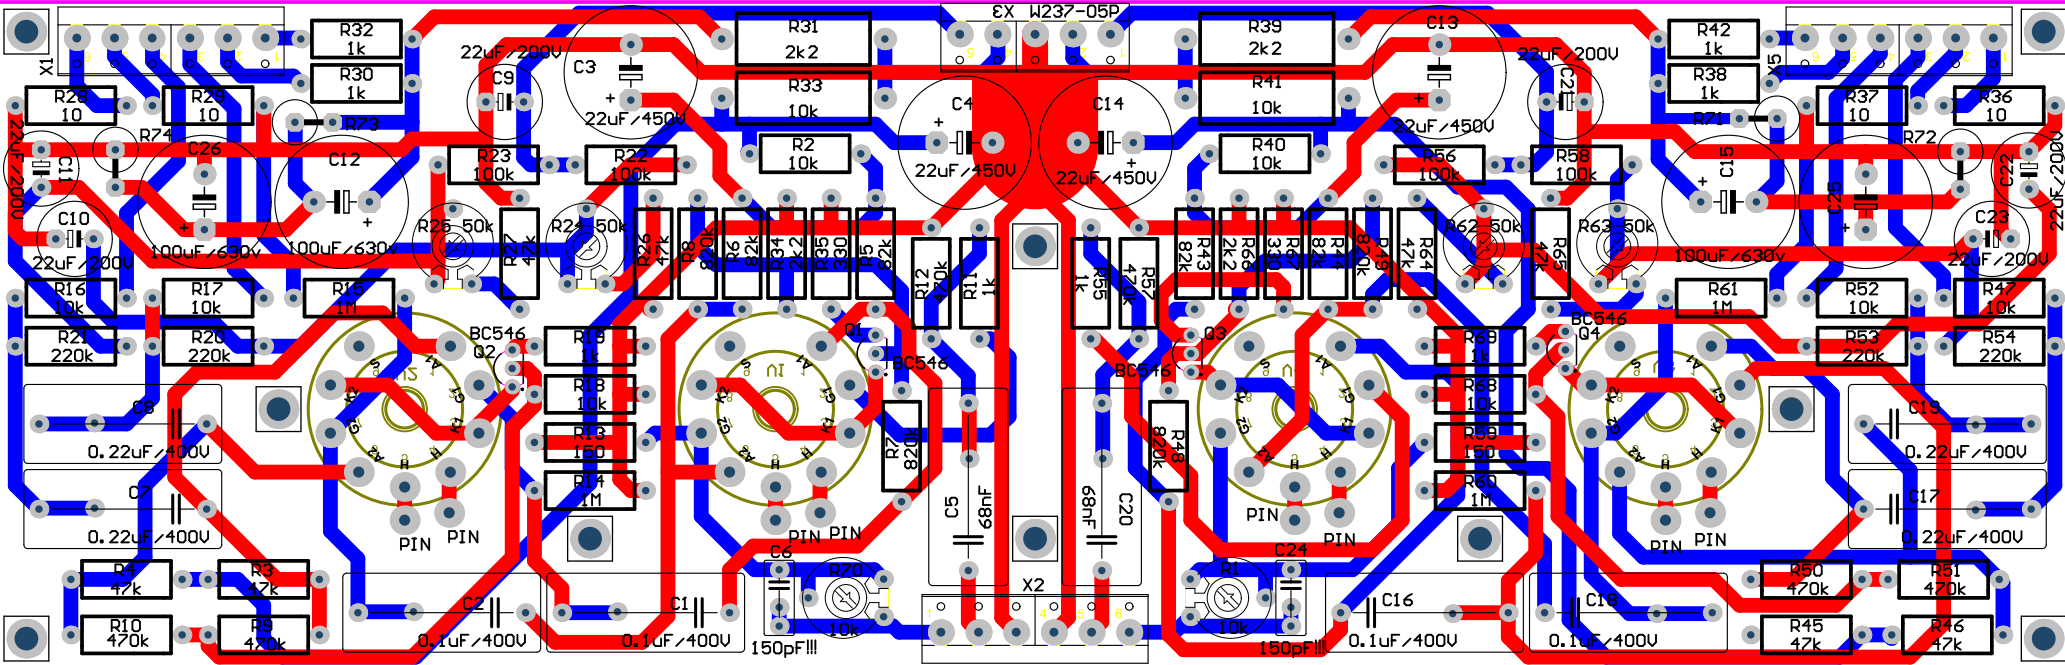 R32
1k
R31
2k2
EX W237-05P
R39
2k2
C13
R42
1k
X1
R30
1k
22uF/200V
C9
C3
R33
10k
R41
10k
22uF/200V
C21
R38
1k
X5
R28
10
R29
10
R74
R73
22uF/450V
C4
C14
22uF/450V
R71
R37
10
R72
R36
10
22uF/200V
C11
C26
C12
R23
100k
R22
100k
R2
10k
22uF/450V
22uF/450V
R40
10k
R56
100k
R58
100k
C15
C25
C22
22uF/200V
C10
22uF/200V
100uF/630v
100uF/630v
R25 50k
R27
47k
R24 50k
R26
47k
R8
820k
R6
82k
R34
2k2
R35
330
R5
82k
R12
470k
R11
1k
R55
1k
R57
470k
R43
82k
R66
2k2
R67
330
R44
82k
R49
820k
R64
47k
R62 50k
R65
47k
R63 50k
100uF/630v
C23
22uF/200V
R16
10k
R17
10k
R15
1M
R61
1M
R52
10k
R47
10k
R21
220k
R20
220k
BC546
Q2
R19
1k
Q1
BC546
Q3
BC546
R69
1k
BC546
Q4
R53
220k
R54
220k
U2
U1
R18
10k
R68
10k
C8
0.22uF/400V
R13
150
R7
820k
R48
820k
R59
150
C19
0.22uF/400V
C7
0.22uF/400V
R14
1M
C5
68nF
68nF
C20
R60
1M
C17
0.22uF/400V
PIN
PIN
PIN
PIN
PIN
PIN
PIN
PIN
R4
47k
R3
47k
C6
R70
10k
X2
R1
10k
C24
R50
470k
R51
470k
R10
470k
R9
470k
C2
0.1uF/400V
C1
0.1uF/400V
150pF!!!
150pF!!!
C16
0.1uF/400V
C18
0.1uF/400V
R45
47k
R46
47k